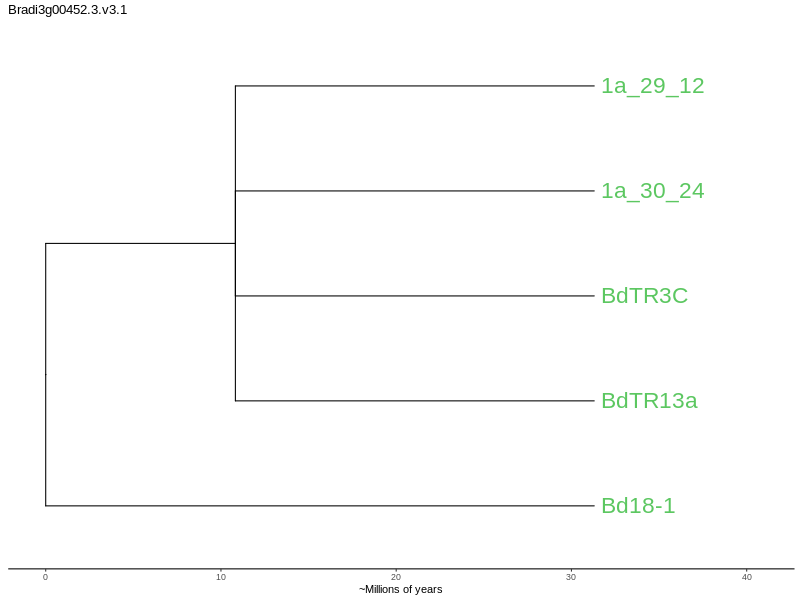 Bradi3g00452.3.v3.1
1a_29_12
1a_30_24
BdTR3C
BdTR13a
Bd18-1
0 10 20 30 40
~Millions of years